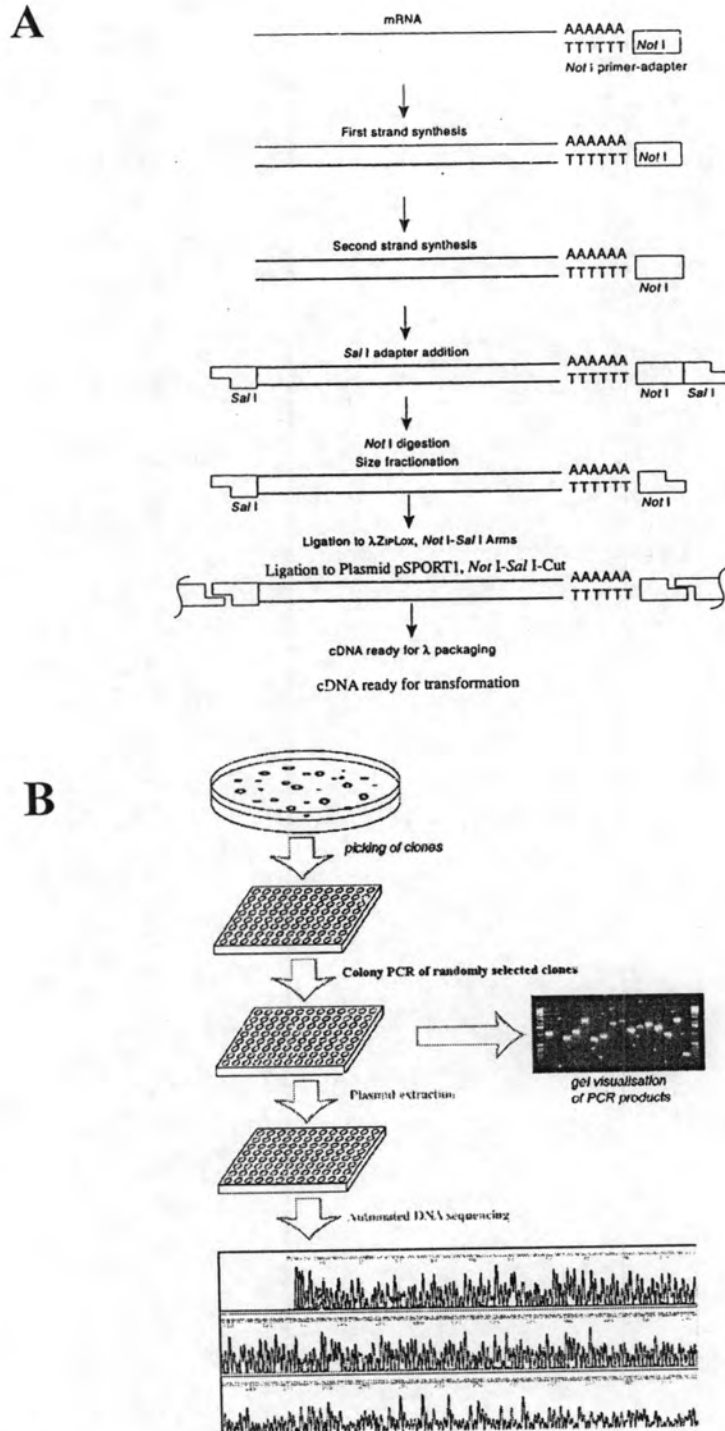 A
mRNA
AAAAAA
TTTTTT Not I
Not I primer-adapter
First strand synthesis
AAAAAA
TTTTTT Not I
Second strand synthesis
AAAAAA
TTTTTT
Not I
Sal I adapter addition
AAAAAA
TTTTTT
Sal I Not I Sal I
Not I digestion
Size fractionation
AAAAAA
TTTTTT
Sal I Not I
Ligation to λZIPLOX, Not I-Sal I Arms
Ligation to Plasmid pSPORT1, Not I-Sal I-Cut
AAAAAA
TTTTTT
cDNA ready for λ packaging
cDNA ready for transformation
B
picking of clones
Colony PCR of randomly selected clones
gel visualisation
of PCR products
Plasmid extraction
Automated DNA sequencing